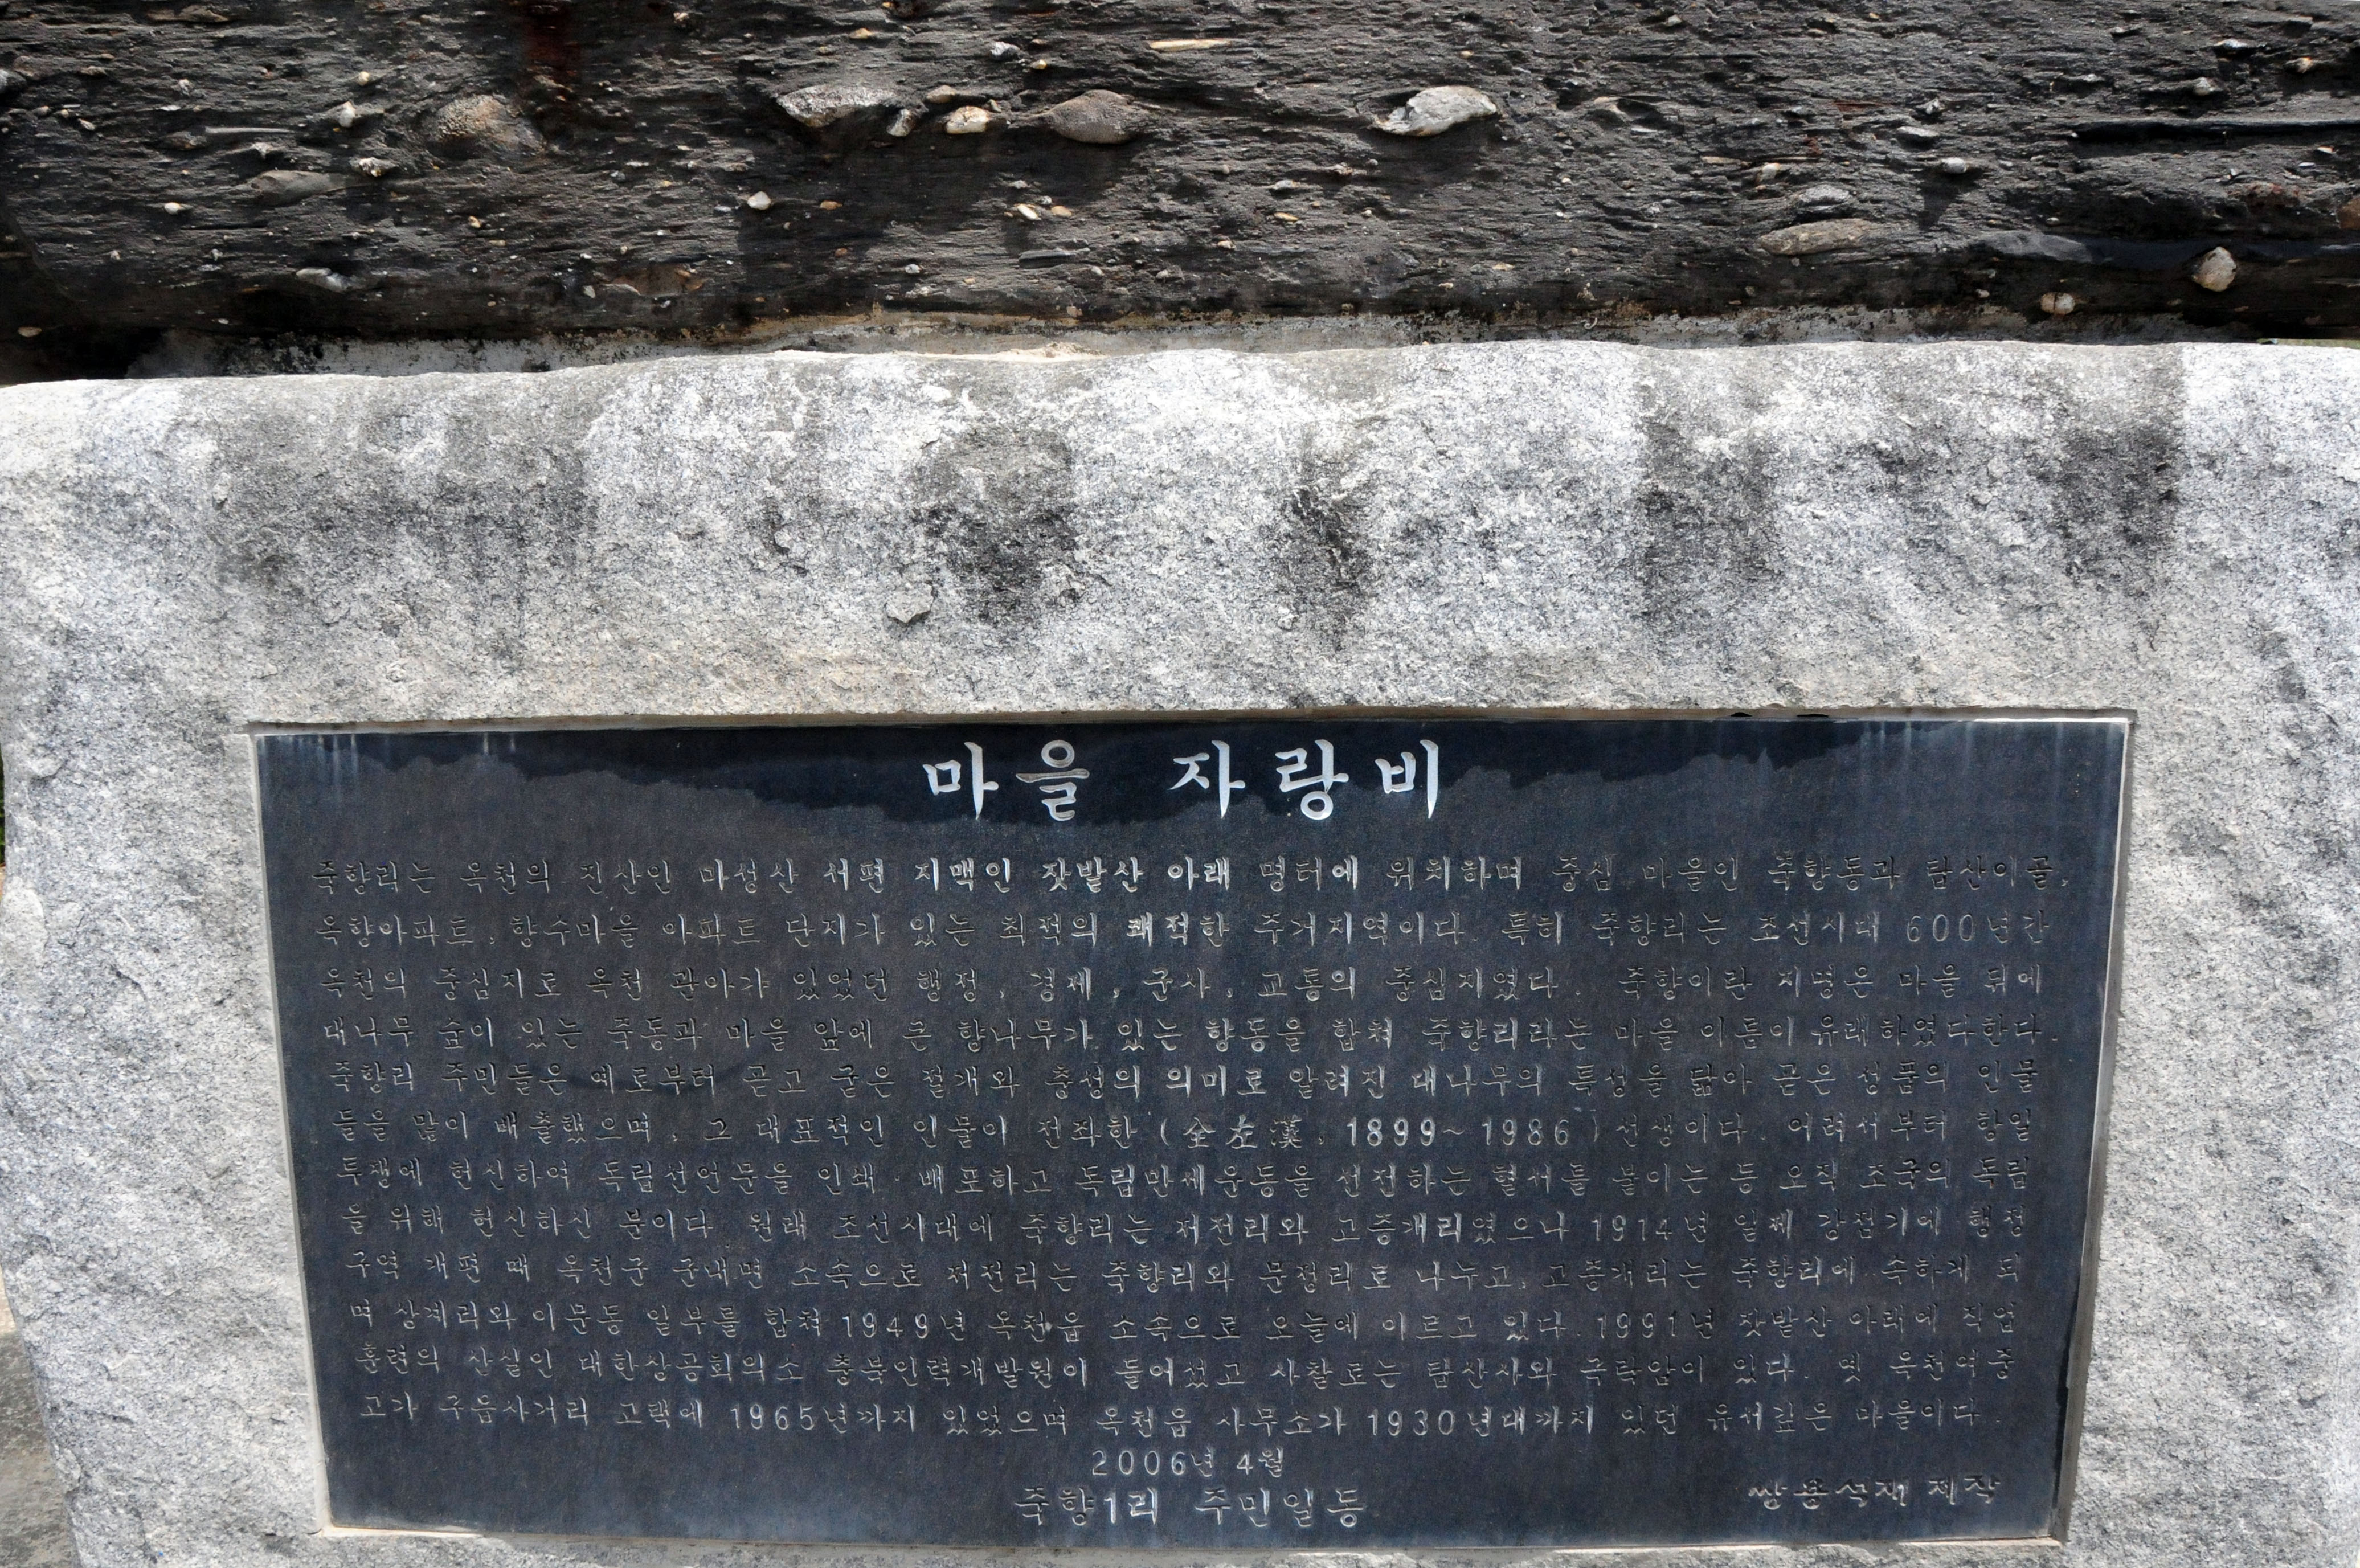 마을 자랑비
죽향리는 옥천의 진산인 마성산 서편 지맥인 잣밭산 아래 명터에 위치하며 중심 마을인 죽향통과 탑산이골,
옥향아파트, 향수마을 아파트 단지가 있는 최적의 쾌적한 주거지역이다. 특히 죽향리는 조선시대 600년간
옥천의 중심지로 옥천 관아가 있었던 행정, 경제, 군사, 교통의 중심지였다. 죽향이란 지명은 마을 뒤에
대나무 숲이 있는 죽동과 마을 앞에 큰 향나무가 있는 향동을 합쳐 죽향리라는 마을 이름이 유래하였다한다.
죽향리 주민들은 예로부터 곧고 굳은 절개와 충성의 의미로 알려진 대나무의 특성을 닮아 곧은 성품의 인물
들을 많이 배출했으며, 그 대표적인 인물이 전좌한(全左漢, 1899~1986) 선생이다. 어려서부터 항일
투쟁에 헌신하여 독립선언문을 인쇄·배포하고 독립만세운동을 선전하는 혈서를 붙이는 등 오직 조국의 독립
을 위해 헌신하신 분이다. 원래 조선시대에 죽향리는 저전리와 고증개리였으나 1914년 일제 강점기에 행정
구역 개편 때 옥천군 군내면 소속으로 저전리는 죽향리와 문정리로 나누고, 고증개리는 죽향리에 속하게 되
며 상계리와 이문동 일부를 합쳐 1949년 옥천읍 소속으로 오늘에 이르고 있다. 1991년 잣밭산 아래에 직업
훈련의 산실인 대한상공회의소 충북인력개발원이 들어섰고 사찰로는 탑산사와 극락암이 있다. 옛 옥천여중
고가 구읍사거리 고택에 1965년까지 있었으며 옥천읍 사무소가 1930년대까지 있던 유서깊은 마을이다.
2006년 4월
죽향1리 주민일동
쌍용석재 제작